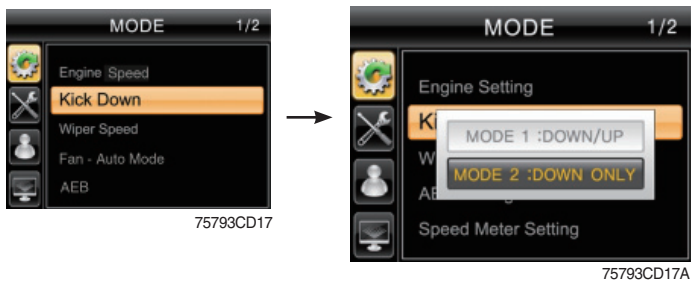 MODE 1/2
Engine Speed
Kick Down
Wiper Speed
Fan - Auto Mode
AEB
75793CD17
MODE 1/2
Engine Setting
Ki
MODE 1 :DOWN/UP
W
MODE 2 :DOWN ONLY
AE
Speed Meter Setting
75793CD17A